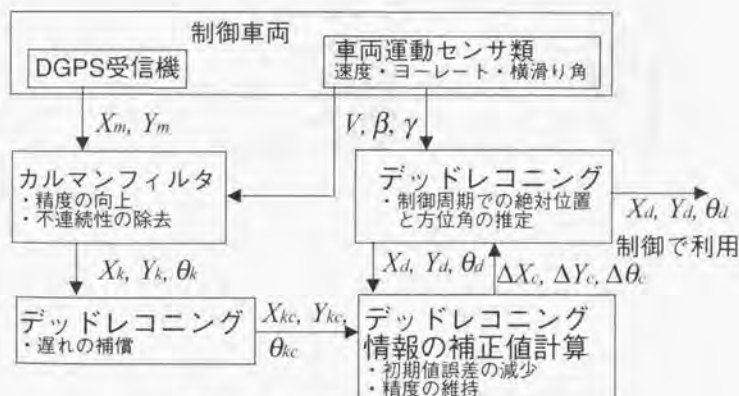 制御車両
DGPS受信機
車両運動センサ類
速度・ヨーレート・横滑り角
Xm, Ym
V, β, γ
カルマンフィルタ
・精度の向上
・不連続性の除去
デッドレコニング
・制御周期での絶対位置
と方位角の推定
Xd, Yd, θd
制御で利用
Xk, Yk, θk
Xd, Yd, θd
ΔXc, ΔYc, Δθc
デッドレコニング
・遅れの補償
Xkc, Ykc,
θkc
デッドレコニング
情報の補正値計算
・初期値誤差の減少
・精度の維持